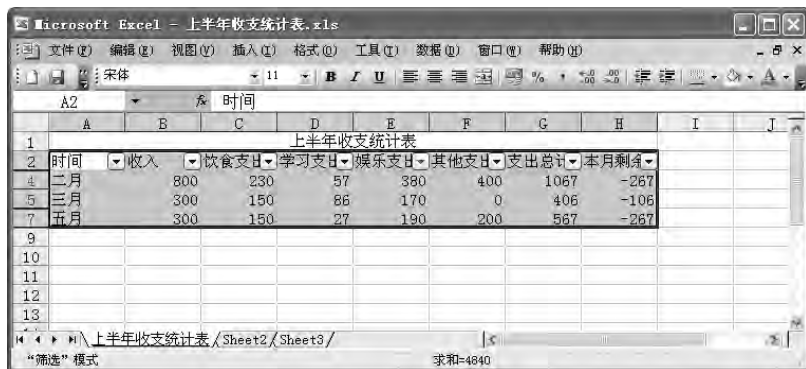 Microsoft Excel - 上半年收支统计表.xls
文件(F) 编辑(E) 视图(V) 插入(I) 格式(O) 工具(T) 数据(D) 窗口(W) 帮助(H)
宋体 11 B I U % , A
A2 fx 时间
A B C D E F G H I J
1 上半年收支统计表
2 时间 收入 饮食支出 学习支出 娱乐支出 其他支出 支出总计 本月剩余
4 二月 800 230 57 380 400 1067 -267
5 三月 300 150 86 170 0 406 -106
7 五月 300 150 27 190 200 567 -267
9
10
11
12
13
上半年收支统计表 / Sheet2 / Sheet3 /
“筛选”模式 求和=4840